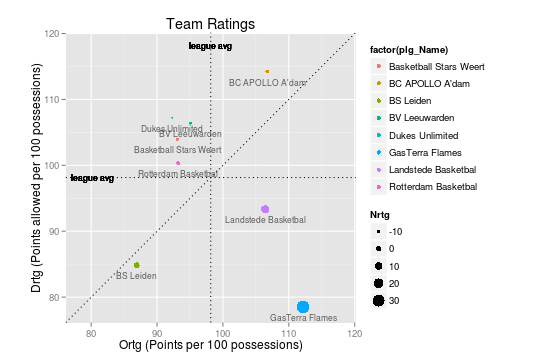 Team Ratings
120
110
100
90
80
Drtg (Points allowed per 100 possessions)
league avg
league avg
BC APOLLO A'dam
Dukes Unlimited
BV Leeuwarden
Basketball Stars Weert
Rotterdam Basketbal
Landstede Basketbal
BS Leiden
GasTerra Flames
80
90
100
110
120
Ortg (Points per 100 possessions)
factor(plg_Name)
Basketball Stars Weert
BC APOLLO A'dam
BS Leiden
BV Leeuwarden
Dukes Unlimited
GasTerra Flames
Landstede Basketbal
Rotterdam Basketbal
Nrtg
-10
0
10
20
30